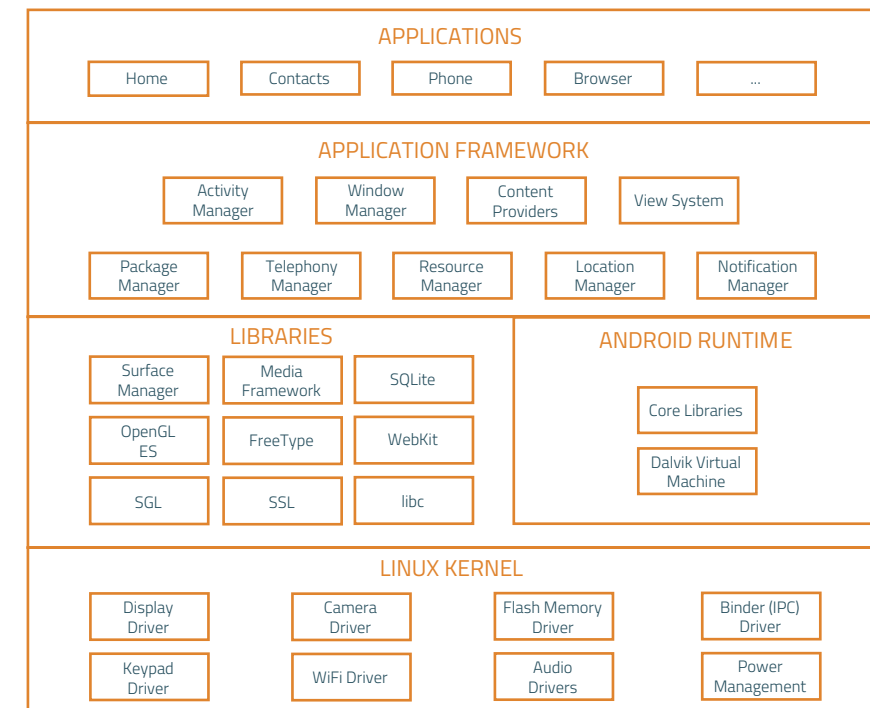 APPLICATIONS
Home
Contacts
Phone
Browser
...
APPLICATION FRAMEWORK
Activity
Manager
Window
Manager
Content
Providers
View System
Package
Manager
Telephony
Manager
Resource
Manager
Location
Manager
Notification
Manager
LIBRARIES
Surface
Manager
Media
Framework
SQLite
OpenGL
ES
FreeType
WebKit
SGL
SSL
libc
ANDROID RUNTIME
Core Libraries
Dalvik Virtual
Machine
LINUX KERNEL
Display
Driver
Camera
Driver
Flash Memory
Driver
Binder (IPC)
Driver
Keypad
Driver
WiFi Driver
Audio
Drivers
Power
Management